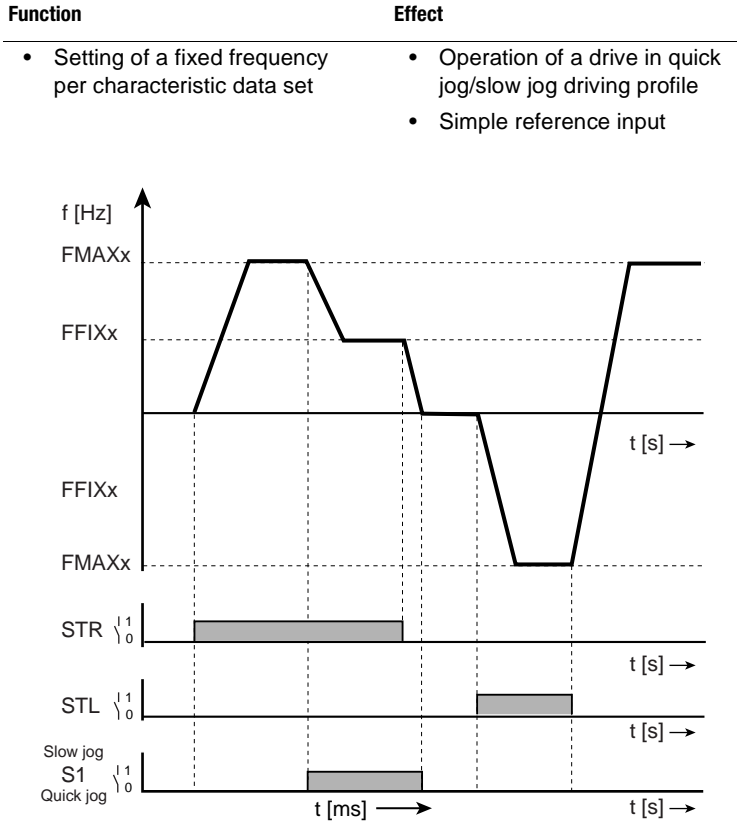 Function Effect
• Setting of a fixed frequency
per characteristic data set
• Operation of a drive in quick
jog/slow jog driving profile
• Simple reference input
f [Hz]
FMAXx
FFIXx
t [s]
FFIXx
FMAXx
STR 1
0
t [s]
STL 1
0
t [s]
Slow jog
S1 1
0
Quick jog
t [ms] t [s]